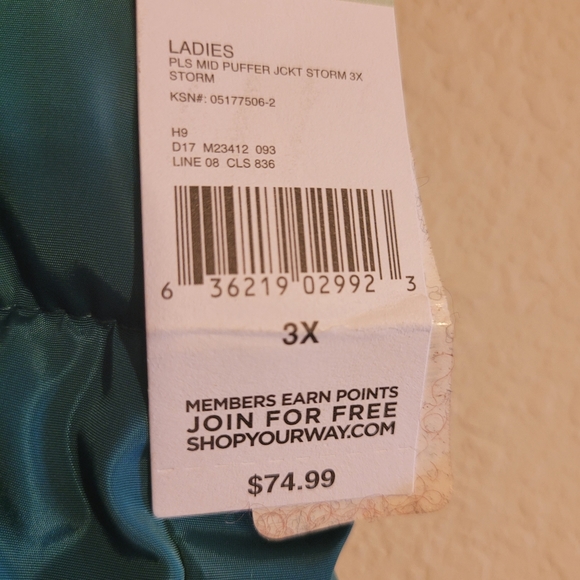 LADIES
PLS MID PUFFER JCKT STORM 3X
STORM
KSN#: 05177506-2
H9
D17 M23412 093
LINE 08 CLS 836
6 36219 02992 3
3X
MEMBERS EARN POINTS
JOIN FOR FREE
SHOPYOURWAY.COM
$74.99